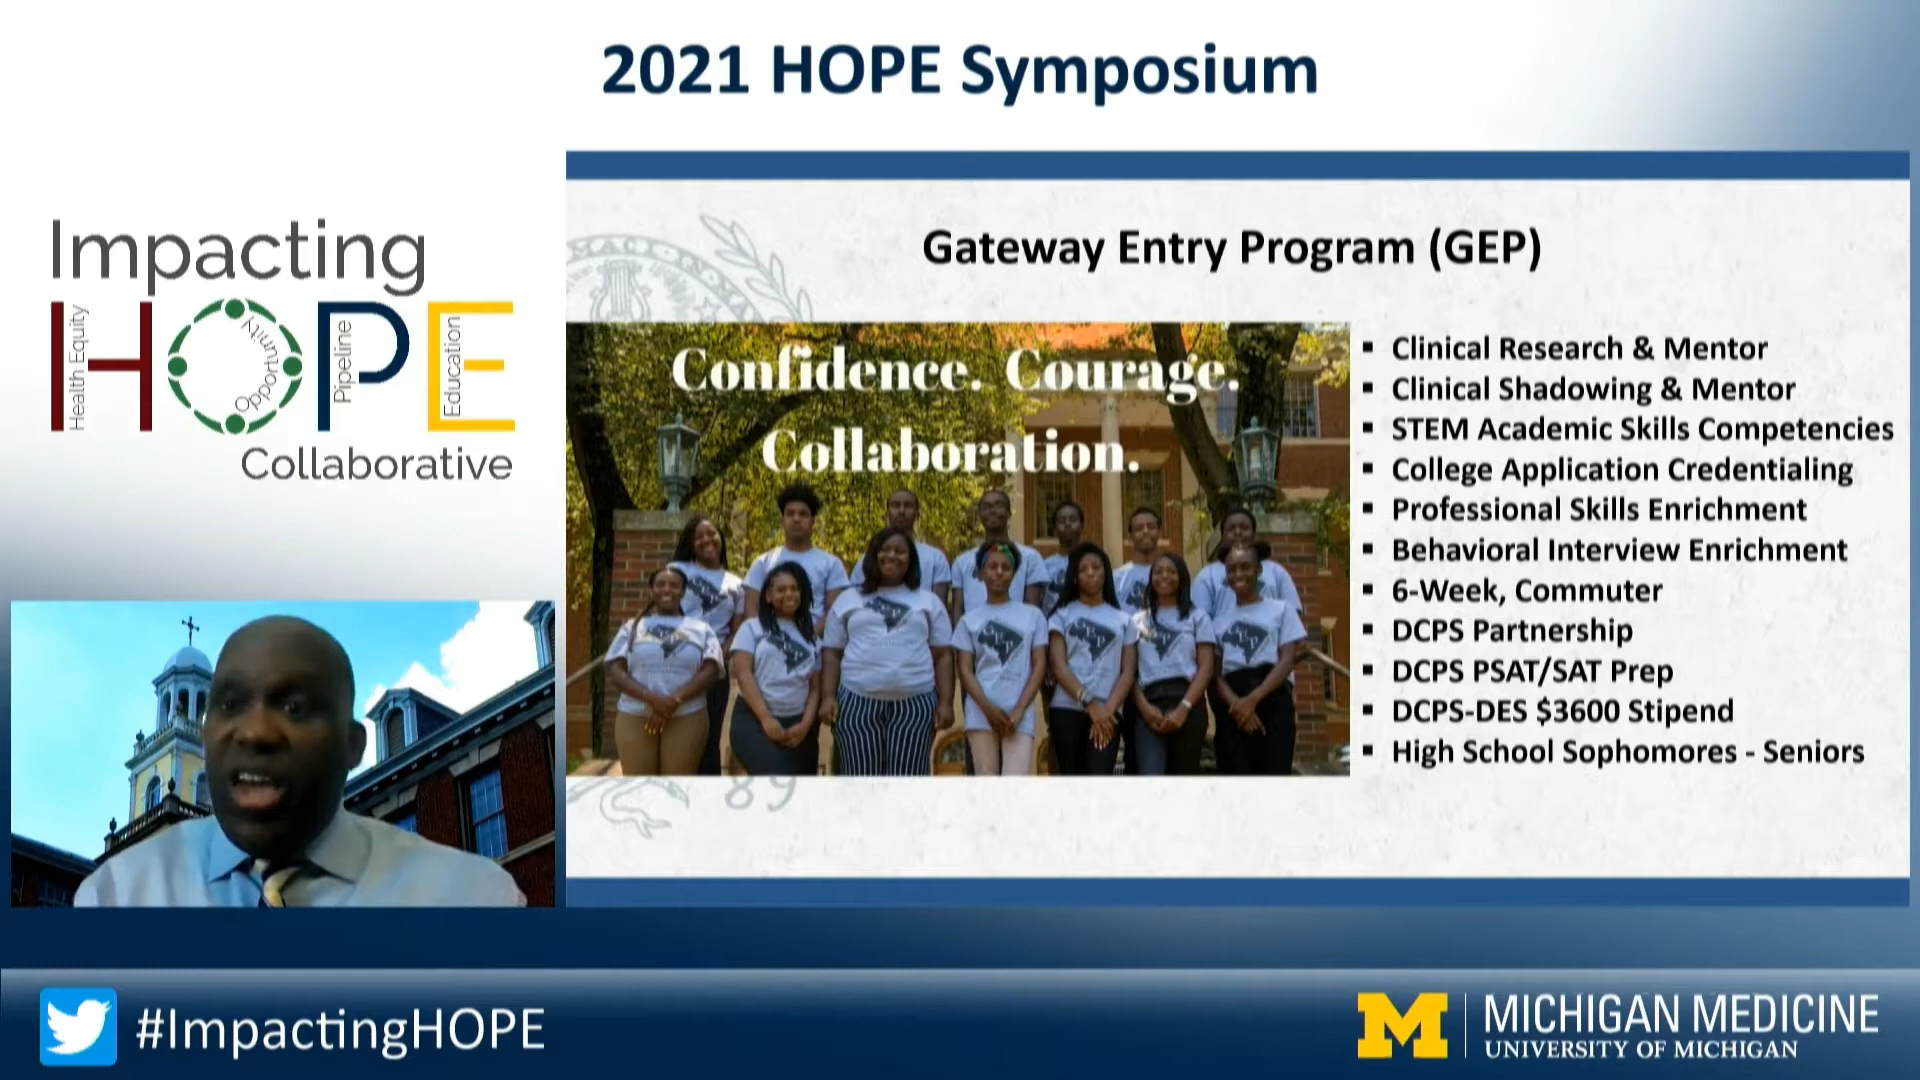 2021 HOPE Symposium
Impacting
HOPE
Health Equity
Opportunity
Pipeline
Education
Collaborative
Gateway Entry Program (GEP)
Confidence. Courage.
Collaboration.
▪ Clinical Research & Mentor
▪ Clinical Shadowing & Mentor
▪ STEM Academic Skills Competencies
▪ College Application Credentialing
▪ Professional Skills Enrichment
▪ Behavioral Interview Enrichment
▪ 6-Week, Commuter
▪ DCPS Partnership
▪ DCPS PSAT/SAT Prep
▪ DCPS-DES $3600 Stipend
▪ High School Sophomores - Seniors
89
#ImpactingHOPE
M
MICHIGAN MEDICINE
UNIVERSITY OF MICHIGAN